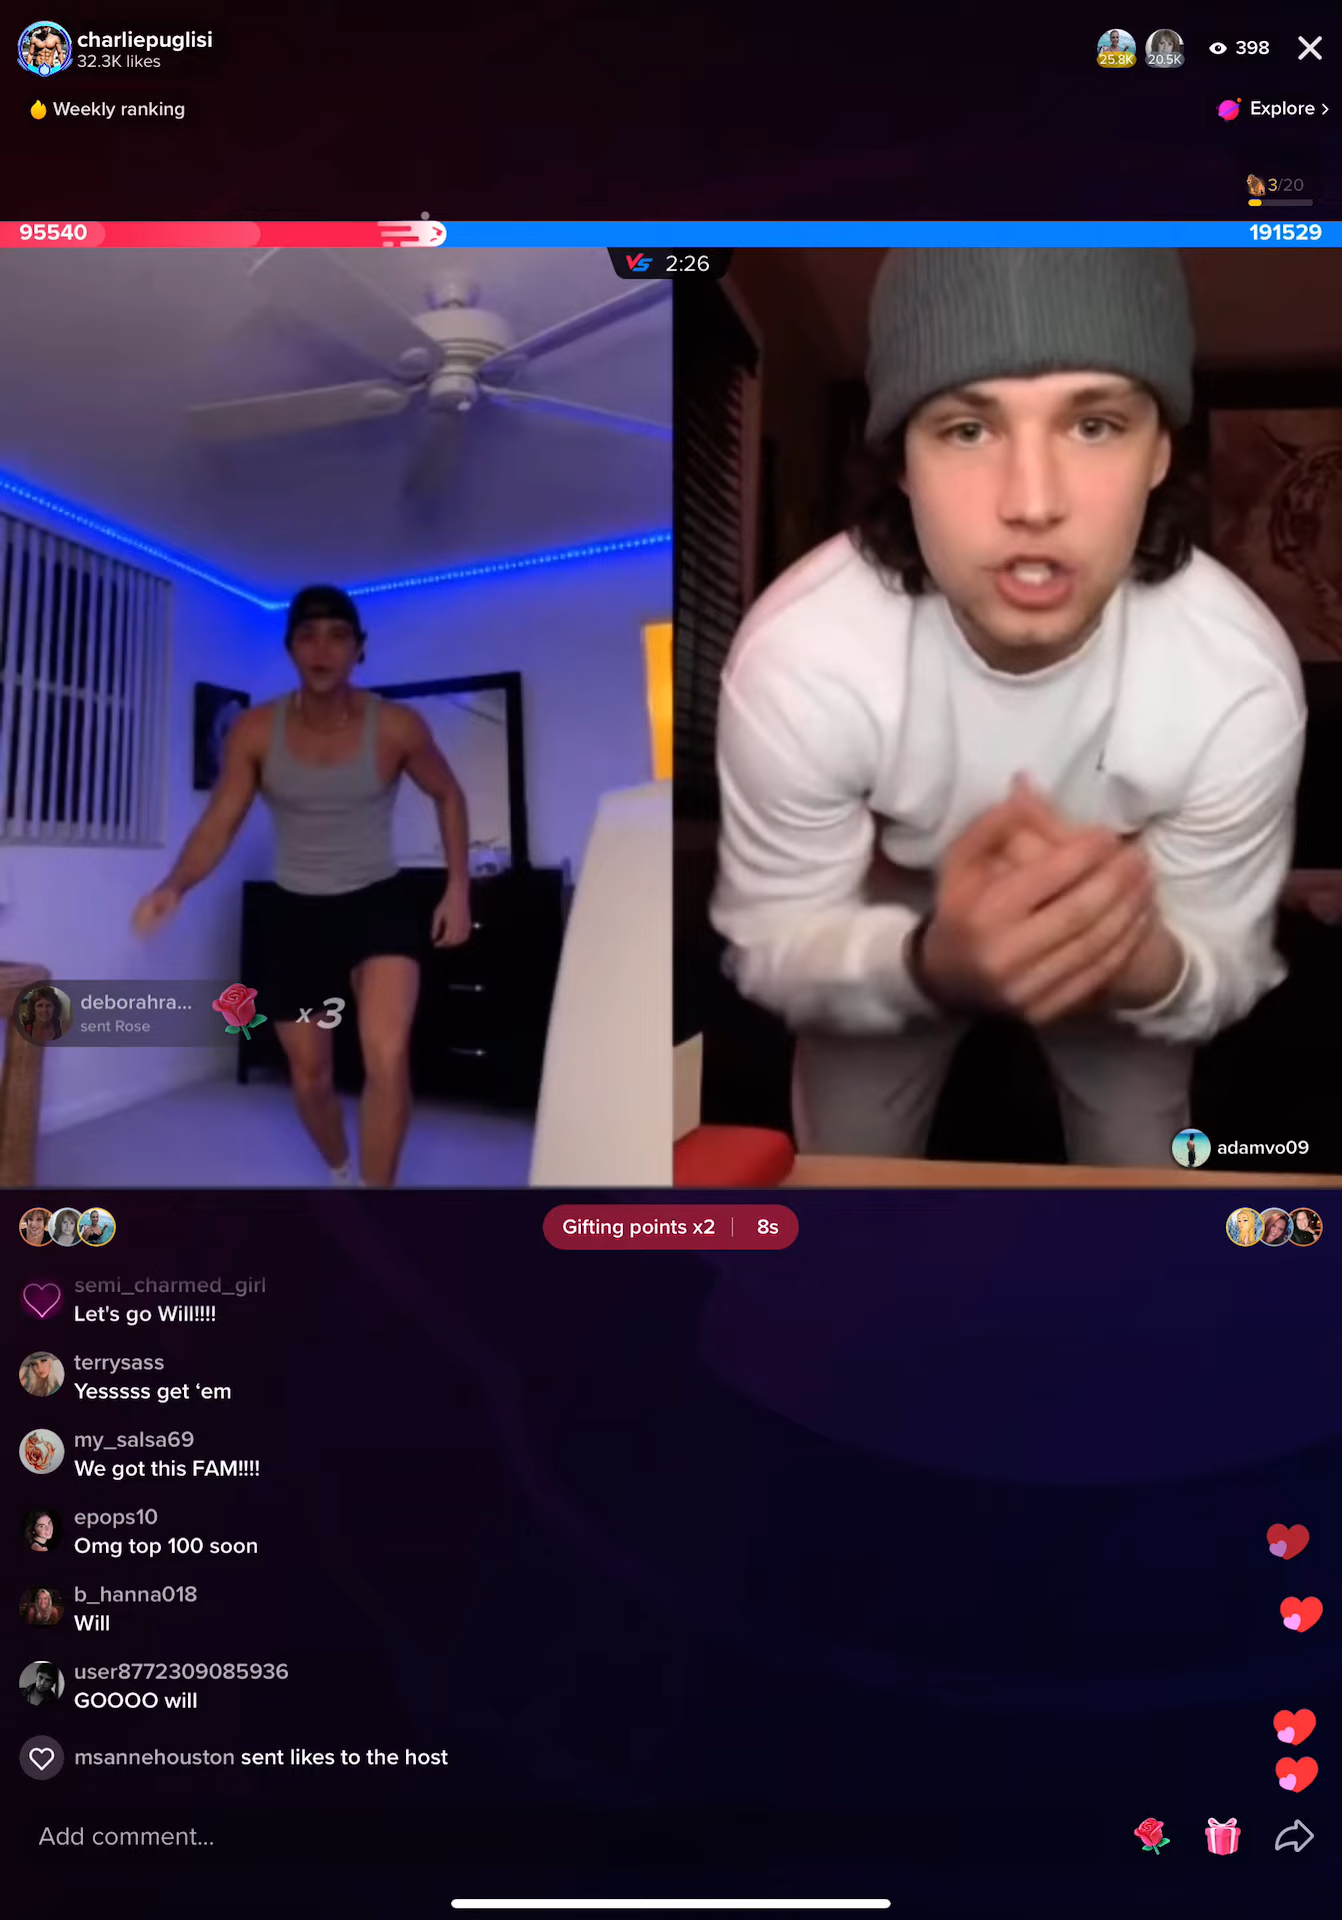 charliepuglisi
32.3K likes
25.8K
20.5K
398
Weekly ranking
Explore >
3/20
95540
191529
VS 2:26
deborahra...
sent Rose
x3
adamvo09
Gifting points x2 | 8s
semi_charmed_girl
Let's go Will!!!!
terrysass
Yesssss get ‘em
my_salsa69
We got this FAM!!!!
epops10
Omg top 100 soon
b_hanna018
Will
user8772309085936
GOOOO will
msannehouston sent likes to the host
Add comment...